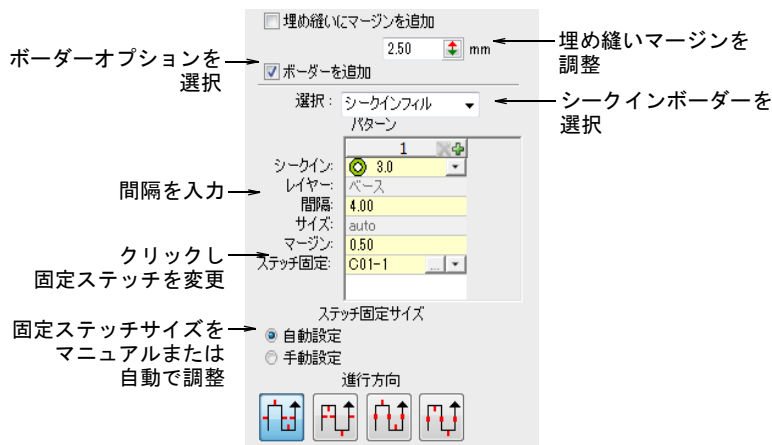 埋め縫いにマージンを追加
2.50 mm
埋め縫いマージンを
調整
ボーダーオプションを
選択
ボーダーを追加
選択: シークインフィル
シークインボーダーを
選択
パターン
1
シークイン: 3.0
レイヤー: ベース
間隔を入力
間隔: 4.00
サイズ: auto
マージン: 0.50
クリックし
固定ステッチを変更
ステッチ固定: C01-1 ...
ステッチ固定サイズ
固定ステッチサイズを
マニュアルまたは
自動で調整
自動設定
手動設定
進行方向